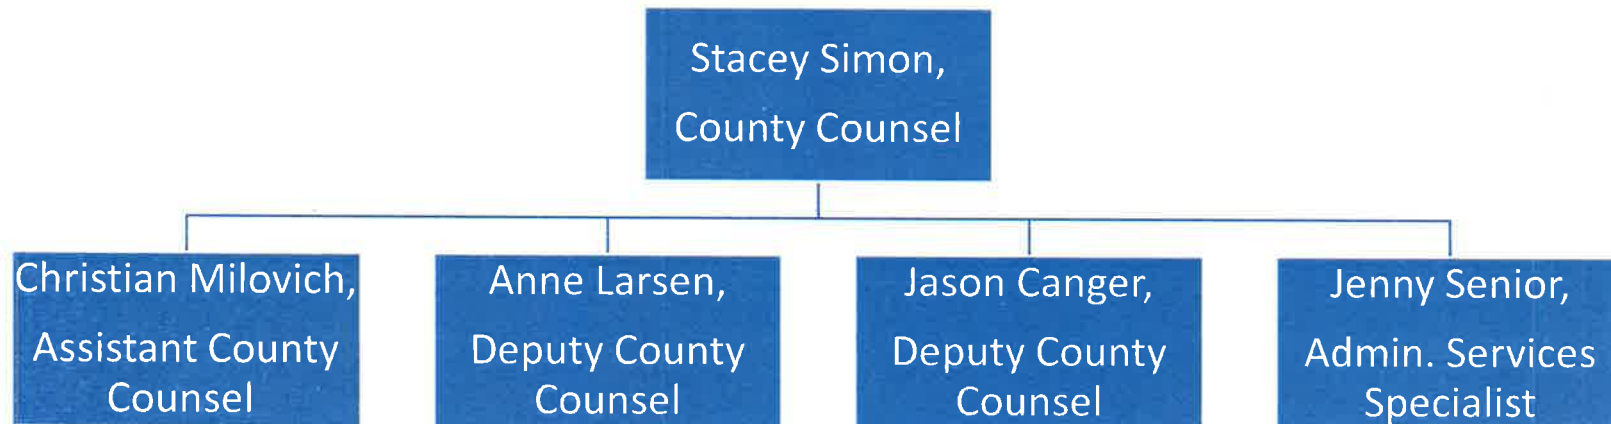 Stacey Simon,
County Counsel
Christian Milovich,
Assistant County
Counsel
Anne Larsen,
Deputy County
Counsel
Jason Canger,
Deputy County
Counsel
Jenny Senior,
Admin. Services
Specialist